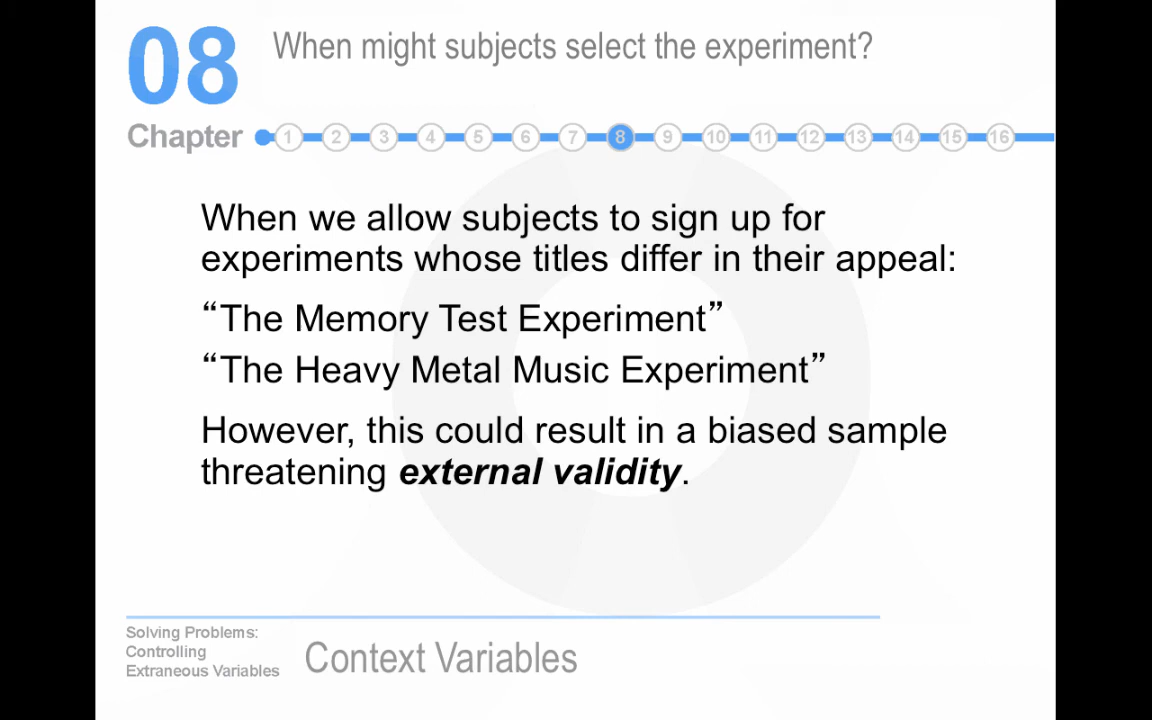 08
When might subjects select the experiment?
Chapter
1 2 3 4 5 6 7 8 9 10 11 12 13 14 15 16
When we allow subjects to sign up for
experiments whose titles differ in their appeal:
“The Memory Test Experiment”
“The Heavy Metal Music Experiment”
However, this could result in a biased sample
threatening external validity.
Solving Problems:
Controlling
Extraneous Variables
Context Variables